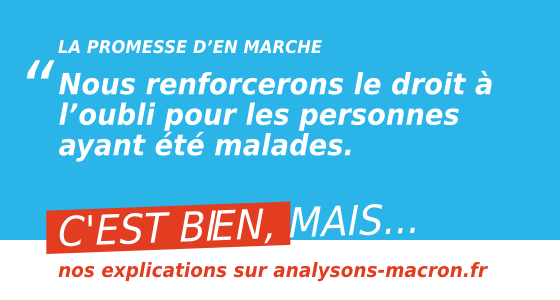 LA PROMESSE D'EN MARCHE
“ Nous renforcerons le droit à
l’oubli pour les personnes
ayant été malades.
C'EST BIEN, MAIS...
nos explications sur analysons-macron.fr